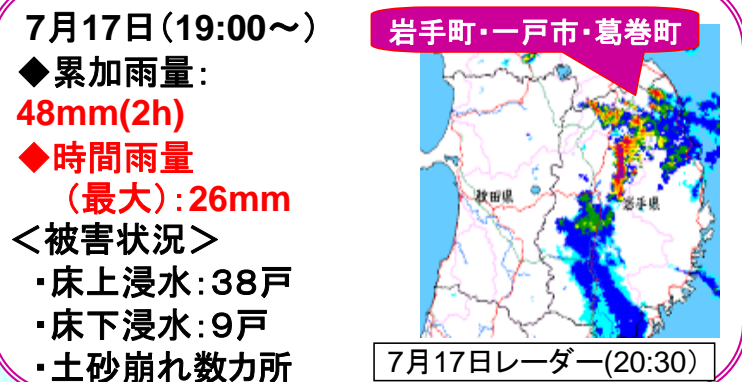 7月17日(19:00～)
◆累加雨量:
48mm(2h)
◆時間雨量
(最大):26mm
＜被害状況＞
・床上浸水:３８戸
・床下浸水:９戸
・土砂崩れ数カ所
岩手町・一戸市・葛巻町
秋田県
岩手県
7月17日レーダー(20:30)